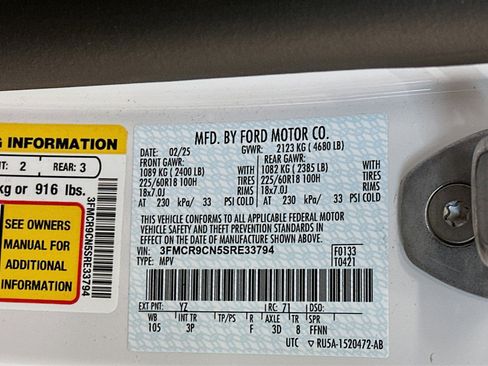 G INFORMATION
NT: 2 REAR: 3
kg or 916 lbs.
SEE OWNERS
MANUAL FOR
ADDITIONAL
INFORMATION
3FMCR9CN5SRE33794
MFD. BY FORD MOTOR CO.
02/25 GVWR: 2123 KG ( 4680 LB)
FRONT GAWR: REAR GAWR:
1089 KG ( 2400 LB) 1082 KG ( 2385 LB)
225/60R18 100H TIRES 225/60R18 100H TIRES
18x7.0J RIMS 18x7.0J RIMS
AT 230 kPa/ 33 PSI COLD AT 230 kPa/ 33 PSI COLD
THIS VEHICLE CONFORMS TO ALL APPLICABLE FEDERAL MOTOR
VEHICLE SAFETY AND THEFT PREVENTION STANDARDS IN EFFECT ON
THE DATE OF MANUFACTURE SHOWN ABOVE.
VIN: 3FMCR9CN5SRE33794 F0133
TYPE: MPV T0421
EXT PNT: YZ RC: 71 DSO:
WB INT TR TP/PS R AXLE TR SPR
105 3P F 3D 8 FFNN
UTC RU5A-1520472-AB